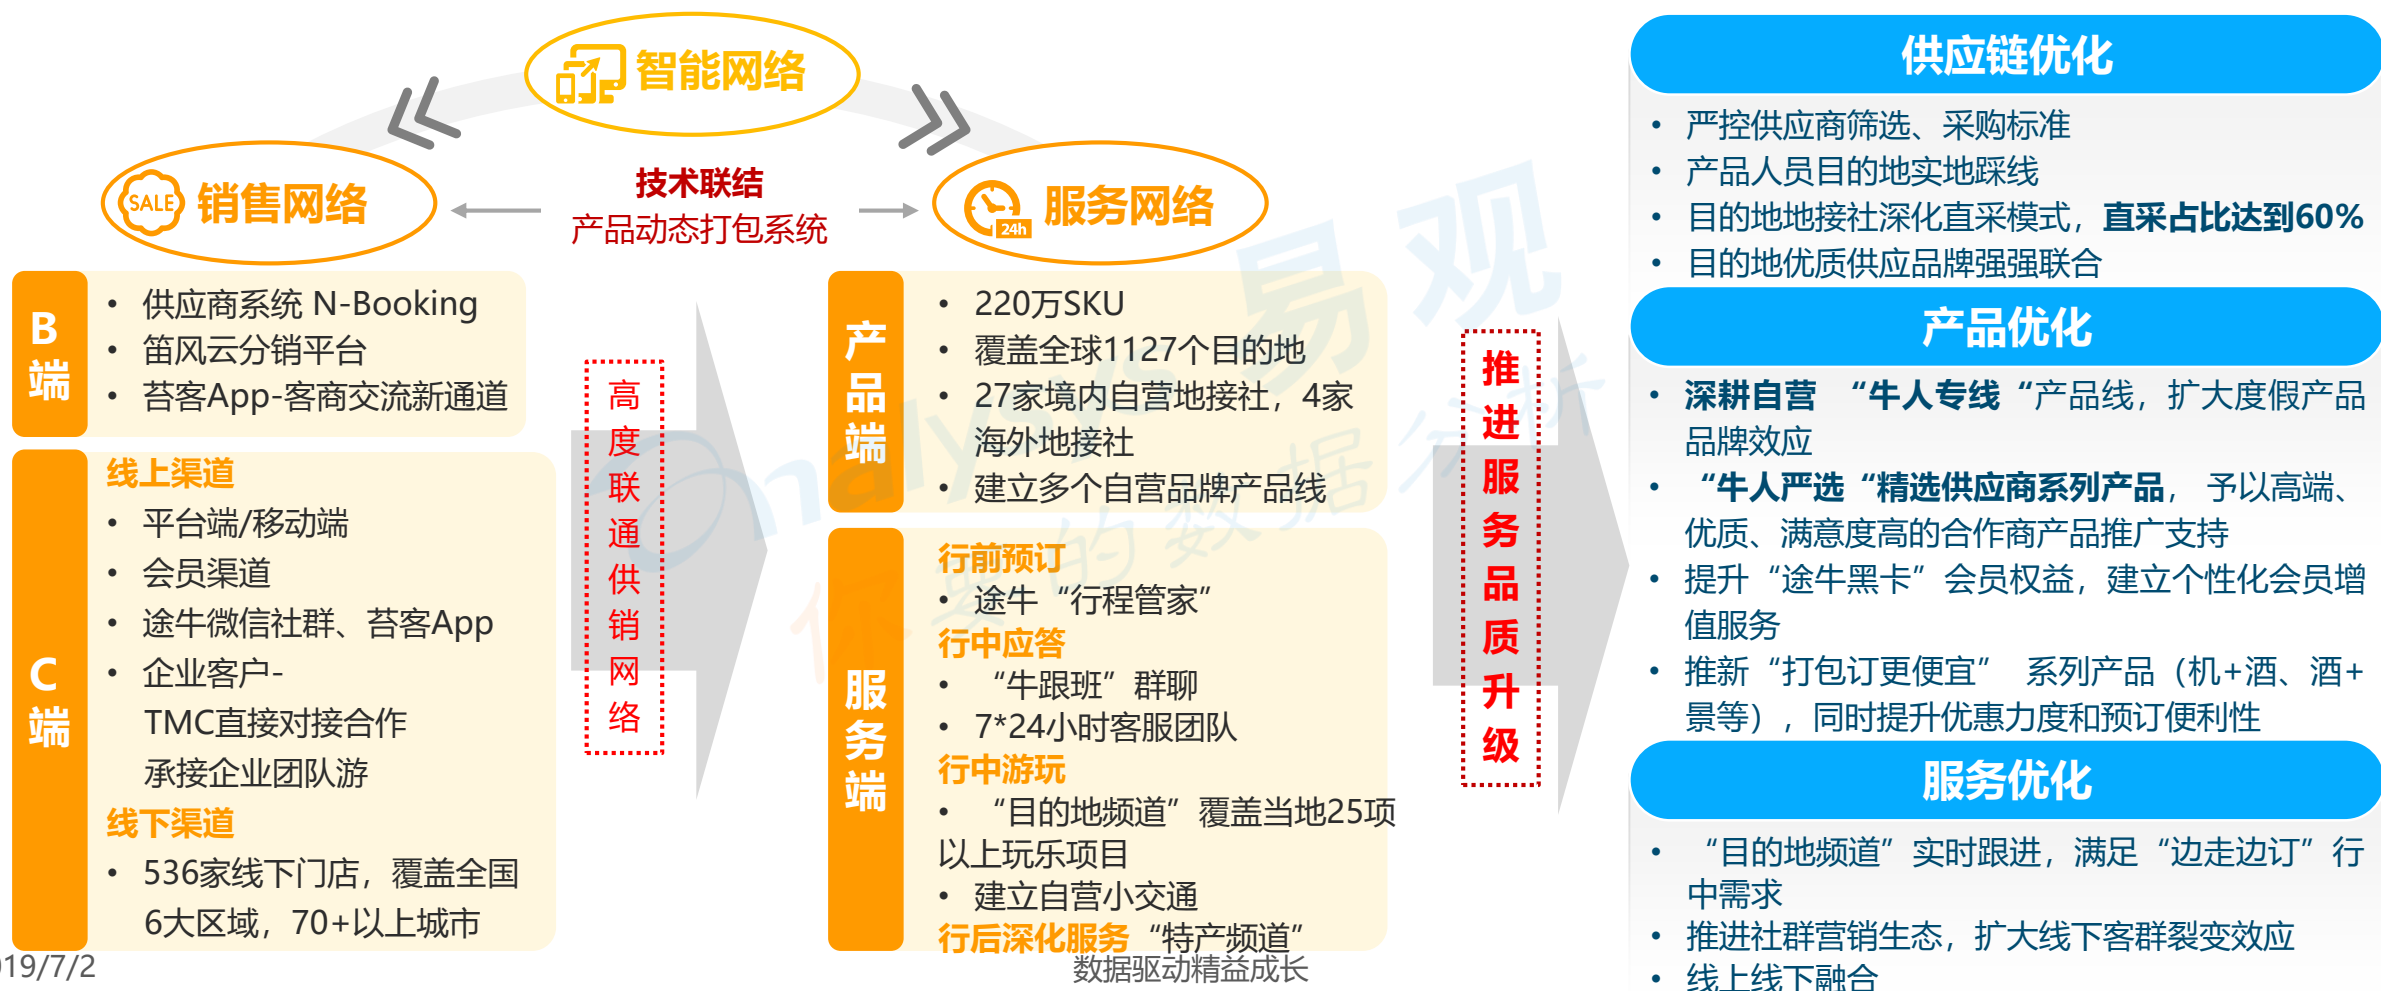 智能网络
SALE 销售网络
技术联结
产品动态打包系统
24h 服务网络
B端
• 供应商系统 N-Booking
• 笛风云分销平台
• 苔客App-客商交流新通道
C端
线上渠道
• 平台端/移动端
• 会员渠道
• 途牛微信社群、苔客App
• 企业客户-
TMC直接对接合作
承接企业团队游
线下渠道
• 536家线下门店，覆盖全国
6大区域，70+以上城市
高度联通供销网络
产品端
• 220万SKU
• 覆盖全球1127个目的地
• 27家境内自营地接社，4家
海外地接社
• 建立多个自营品牌产品线
服务端
行前预订
• 途牛“行程管家”
行中应答
• “牛跟班”群聊
• 7*24小时客服团队
行中游玩
• “目的地频道”覆盖当地25项
以上玩乐项目
• 建立自营小交通
行后深化服务“特产频道”
推进服务品质升级
供应链优化
• 严控供应商筛选、采购标准
• 产品人员目的地实地踩线
• 目的地地接社深化直采模式，直采占比达到60%
• 目的地优质供应品牌强强联合
产品优化
• 深耕自营 “牛人专线“产品线，扩大度假产品
品牌效应
• “牛人严选“精选供应商系列产品， 予以高端、
优质、满意度高的合作商产品推广支持
• 提升“途牛黑卡”会员权益，建立个性化会员增
值服务
• 推新“打包订更便宜” 系列产品（机+酒、酒+
景等），同时提升优惠力度和预订便利性
服务优化
• “目的地频道”实时跟进，满足“边走边订”行
中需求
• 推进社群营销生态，扩大线下客群裂变效应
• 线上线下融合
19/7/2
数据驱动精益成长
analysys 易观
你要的数据分析